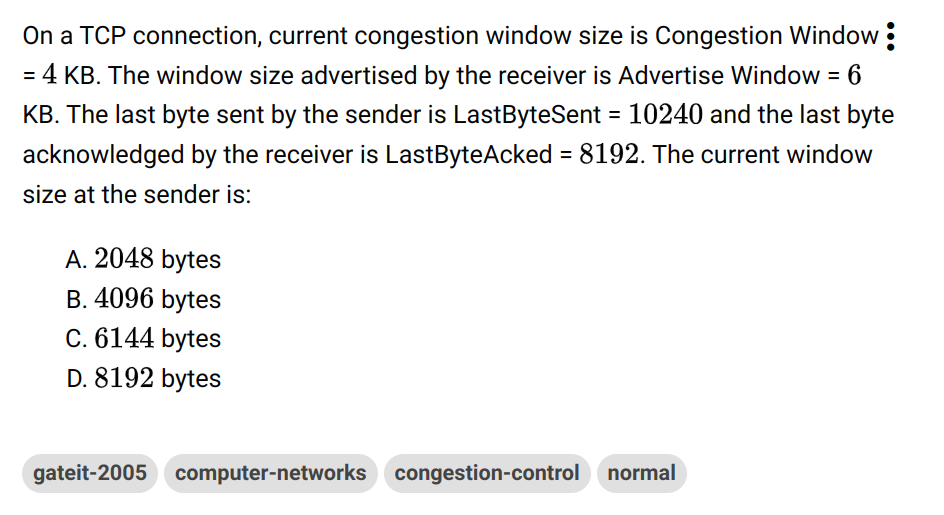 On a TCP connection, current congestion window size is Congestion Window
= 4 KB. The window size advertised by the receiver is Advertise Window = 6
KB. The last byte sent by the sender is LastByteSent = 10240 and the last byte
acknowledged by the receiver is LastByteAcked = 8192. The current window
size at the sender is:
A. 2048 bytes
B. 4096 bytes
C. 6144 bytes
D. 8192 bytes
gateit-2005 computer-networks congestion-control normal